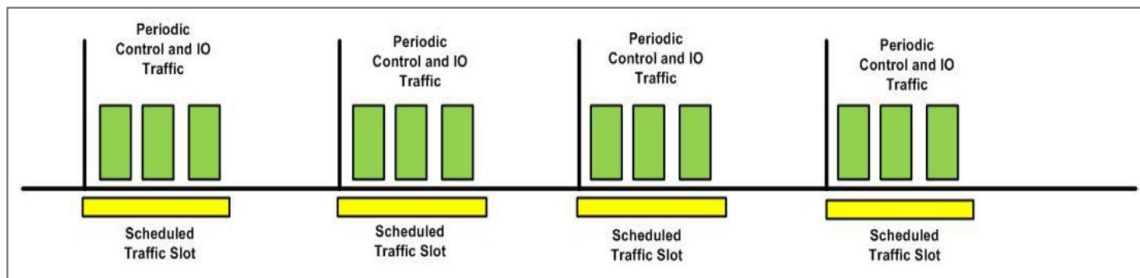 Periodic
Control and IO
Traffic
Periodic
Control and IO
Traffic
Periodic
Control and IO
Traffic
Periodic
Control and IO
Traffic
Scheduled
Traffic Slot
Scheduled
Traffic Slot
Scheduled
Traffic Slot
Scheduled
Traffic Slot